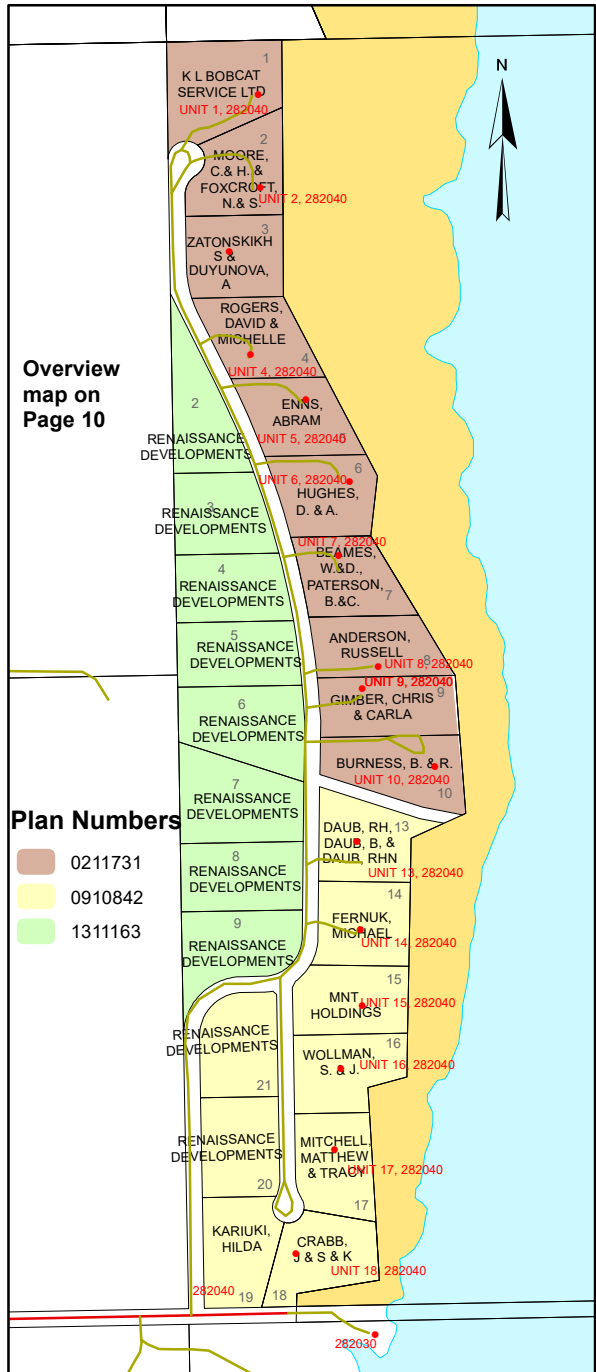 N
1
K L BOBCAT
SERVICE LTD
UNIT 1, 282040
2
MOORE,
C.& H. &
FOXCROFT,
N.& S.
UNIT 2, 282040
3
ZATONSKIKH
S &
DUYUNOVA,
A
ROGERS,
DAVID &
MICHELLE
4
UNIT 4, 282040
Overview
map on
Page 10
ENNS,
ABRAM
UNIT 5, 282040
5
2
RENAISSANCE
DEVELOPMENTS
6
UNIT 6, 282040
HUGHES,
D. & A.
3
RENAISSANCE
DEVELOPMENTS
UNIT 7, 282040
BEAMES,
W.&D.,
PATERSON,
B.&C.
7
4
RENAISSANCE
DEVELOPMENTS
ANDERSON,
RUSSELL
8
UNIT 8, 282040
5
RENAISSANCE
DEVELOPMENTS
UNIT 9, 282040
9
GIMBER, CHRIS
& CARLA
6
RENAISSANCE
DEVELOPMENTS
BURNESS, B. & R.
UNIT 10, 282040
10
7
RENAISSANCE
DEVELOPMENTS
Plan Numbers
0211731
0910842
1311163
13
DAUB, RH,
DAUB, B, &
DAUB, RHN
UNIT 13, 282040
8
RENAISSANCE
DEVELOPMENTS
14
FERNUK,
MICHAEL
UNIT 14, 282040
9
RENAISSANCE
DEVELOPMENTS
15
MNT
HOLDINGS
UNIT 15, 282040
RENAISSANCE
DEVELOPMENTS
21
16
WOLLMAN,
S. & J.
UNIT 16, 282040
RENAISSANCE
DEVELOPMENTS
20
MITCHELL,
MATTHEW
& TRACY
UNIT 17, 282040
17
KARIUKI,
HILDA
19
CRABB,
J & S & K
UNIT 18, 282040
18
282040
282030